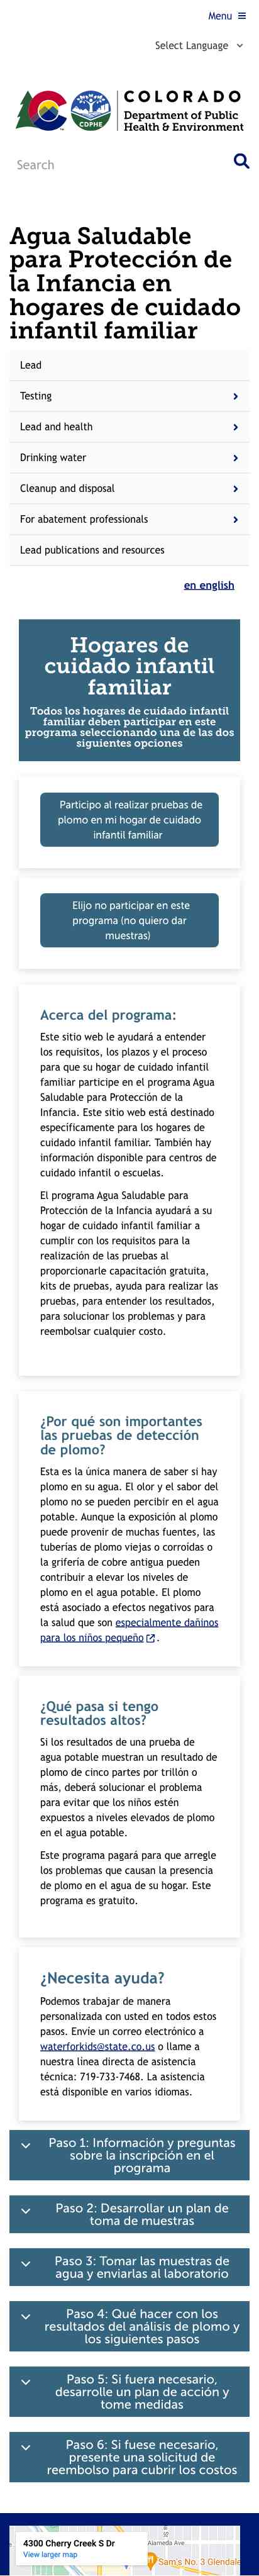 Menu
Select Language
CDPHE
COLORADO
Department of Public
Health & Environment
Search
Agua Saludable
para Protección de
la Infancia en
hogares de cuidado
infantil familiar
Lead
Testing
Lead and health
Drinking water
Cleanup and disposal
For abatement professionals
Lead publications and resources
en english
Hogares de
cuidado infantil
familiar
Todos los hogares de cuidado infantil
familiar deben participar en este
programa seleccionando una de las dos
siguientes opciones
Participo al realizar pruebas de
plomo en mi hogar de cuidado
infantil familiar
Elijo no participar en este
programa (no quiero dar
muestras)
Acerca del programa:
Este sitio web le ayudará a entender
los requisitos, los plazos y el proceso
para que su hogar de cuidado infantil
familiar participe en el programa Agua
Saludable para Protección de la
Infancia. Este sitio web está destinado
específicamente para los hogares de
cuidado infantil familiar. También hay
información disponible para centros de
cuidado infantil o escuelas.
El programa Agua Saludable para
Protección de la Infancia ayudará a su
hogar de cuidado infantil familiar a
cumplir con los requisitos para la
realización de las pruebas al
proporcionarle capacitación gratuita,
kits de pruebas, ayuda para realizar las
pruebas, para entender los resultados,
para solucionar los problemas y para
reembolsar cualquier costo.
¿Por qué son importantes
las pruebas de detección
de plomo?
Esta es la única manera de saber si hay
plomo en su agua. El olor y el sabor del
plomo no se pueden percibir en el agua
potable. Aunque la exposición al plomo
puede provenir de muchas fuentes, las
tuberías de plomo viejas o corroídas o
la grifería de cobre antigua pueden
contribuir a elevar los niveles de
plomo en el agua potable. El plomo
está asociado a efectos negativos para
la salud que son especialmente dañinos
para los niños pequeño.
¿Qué pasa si tengo
resultados altos?
Si los resultados de una prueba de
agua potable muestran un resultado de
plomo de cinco partes por trillón o
más, deberá solucionar el problema
para evitar que los niños estén
expuestos a niveles elevados de plomo
en el agua potable.
Este programa pagará para que arregle
los problemas que causan la presencia
de plomo en el agua de su hogar. Este
programa es gratuito.
¿Necesita ayuda?
Podemos trabajar de manera
personalizada con usted en todos estos
pasos. Envíe un correo electrónico a
waterforkids@state.co.us o llame a
nuestra línea directa de asistencia
técnica: 719-733-7468. La asistencia
está disponible en varios idiomas.
Paso 1: Información y preguntas
sobre la inscripción en el
programa
Paso 2: Desarrollar un plan de
toma de muestras
Paso 3: Tomar las muestras de
agua y enviarlas al laboratorio
Paso 4: Qué hacer con los
resultados del análisis de plomo y
los siguientes pasos
Paso 5: Si fuera necesario,
desarrolle un plan de acción y
tome medidas
Paso 6: Si fuese necesario,
presente una solicitud de
reembolso para cubrir los costos
4300 Cherry Creek S Dr
View larger map
Alameda Ave
Sam's No. 3 Glendale